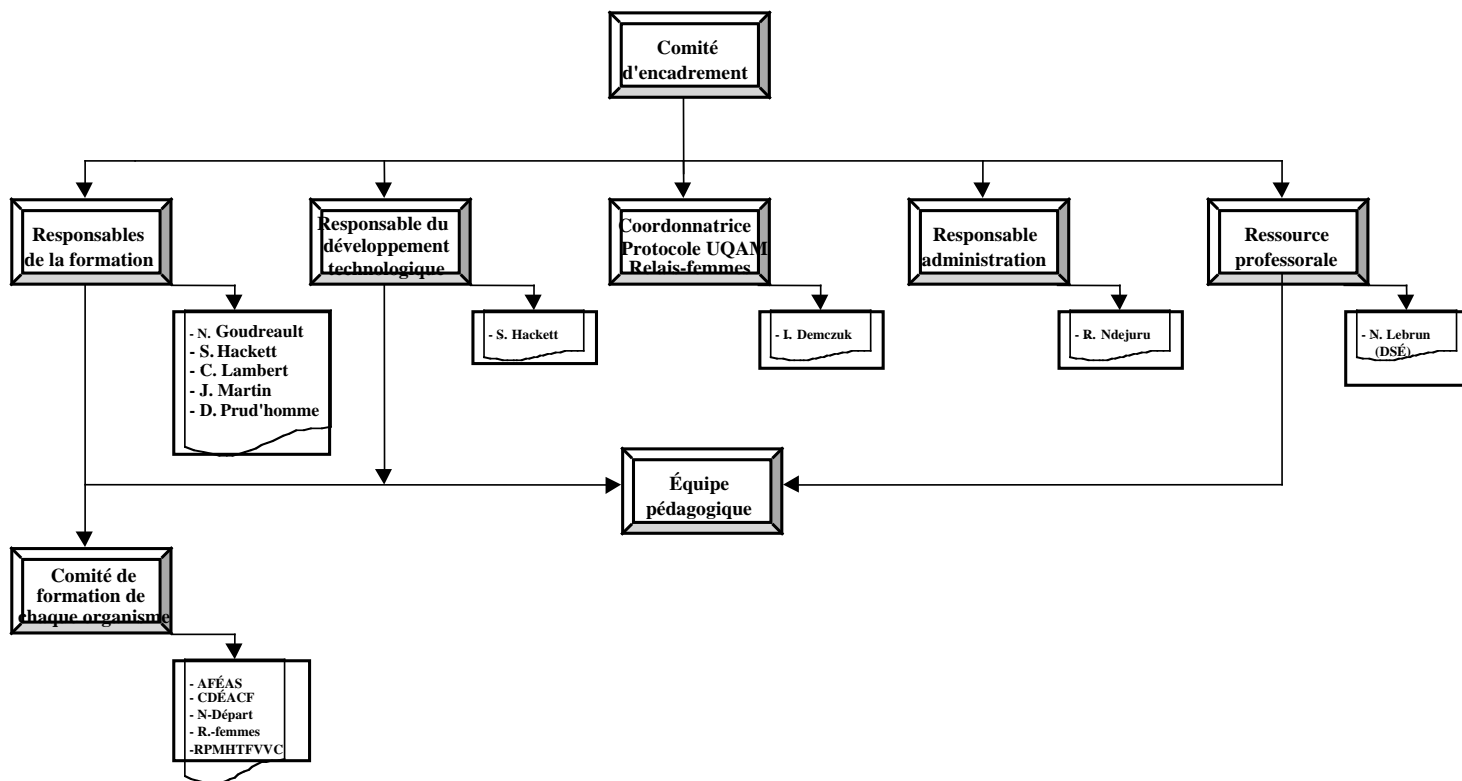 Comité
d'encadrement
Responsables
de la formation
Responsable du
développement
technologique
Coordonnatrice
Protocole UQAM
Relais-femmes
Responsable
administration
Ressource
professorale
- N. Goudreault
- S. Hackett
- C. Lambert
- J. Martin
- D. Prud'homme
- S. Hackett
- I. Demczuk
- R. Ndejuru
- N. Lebrun
(DSÉ)
Équipe
pédagogique
Comité de
formation de
chaque organisme
- AFÉAS
- CDÉACF
- N-Départ
- R.-femmes
-RPMHTFVVC